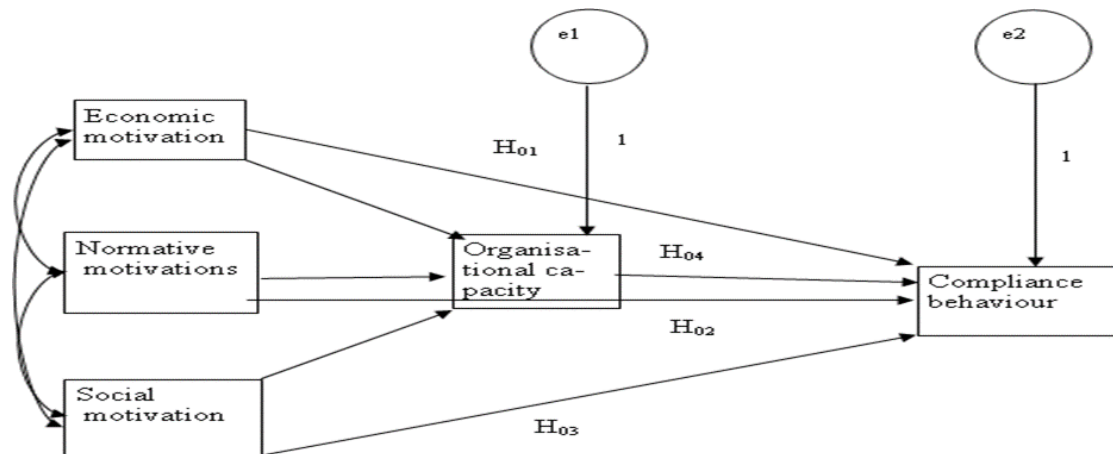 e1
e2
Economic
motivation
H01
1
1
Normative
motivations
Organisa-
tional ca-
pacity
H04
Compliance
behaviour
H02
Social
motivation
H03